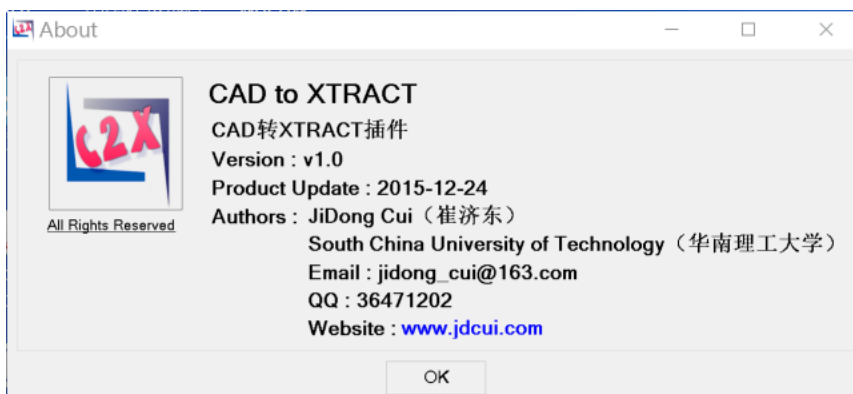 About
C2X
CAD to XTRACT
CAD转XTRACT插件
Version : v1.0
Product Update : 2015-12-24
All Rights Reserved
Authors : JiDong Cui（崔济东）
South China University of Technology（华南理工大学）
Email : jidong_cui@163.com
QQ : 36471202
Website : www.jdcui.com
OK